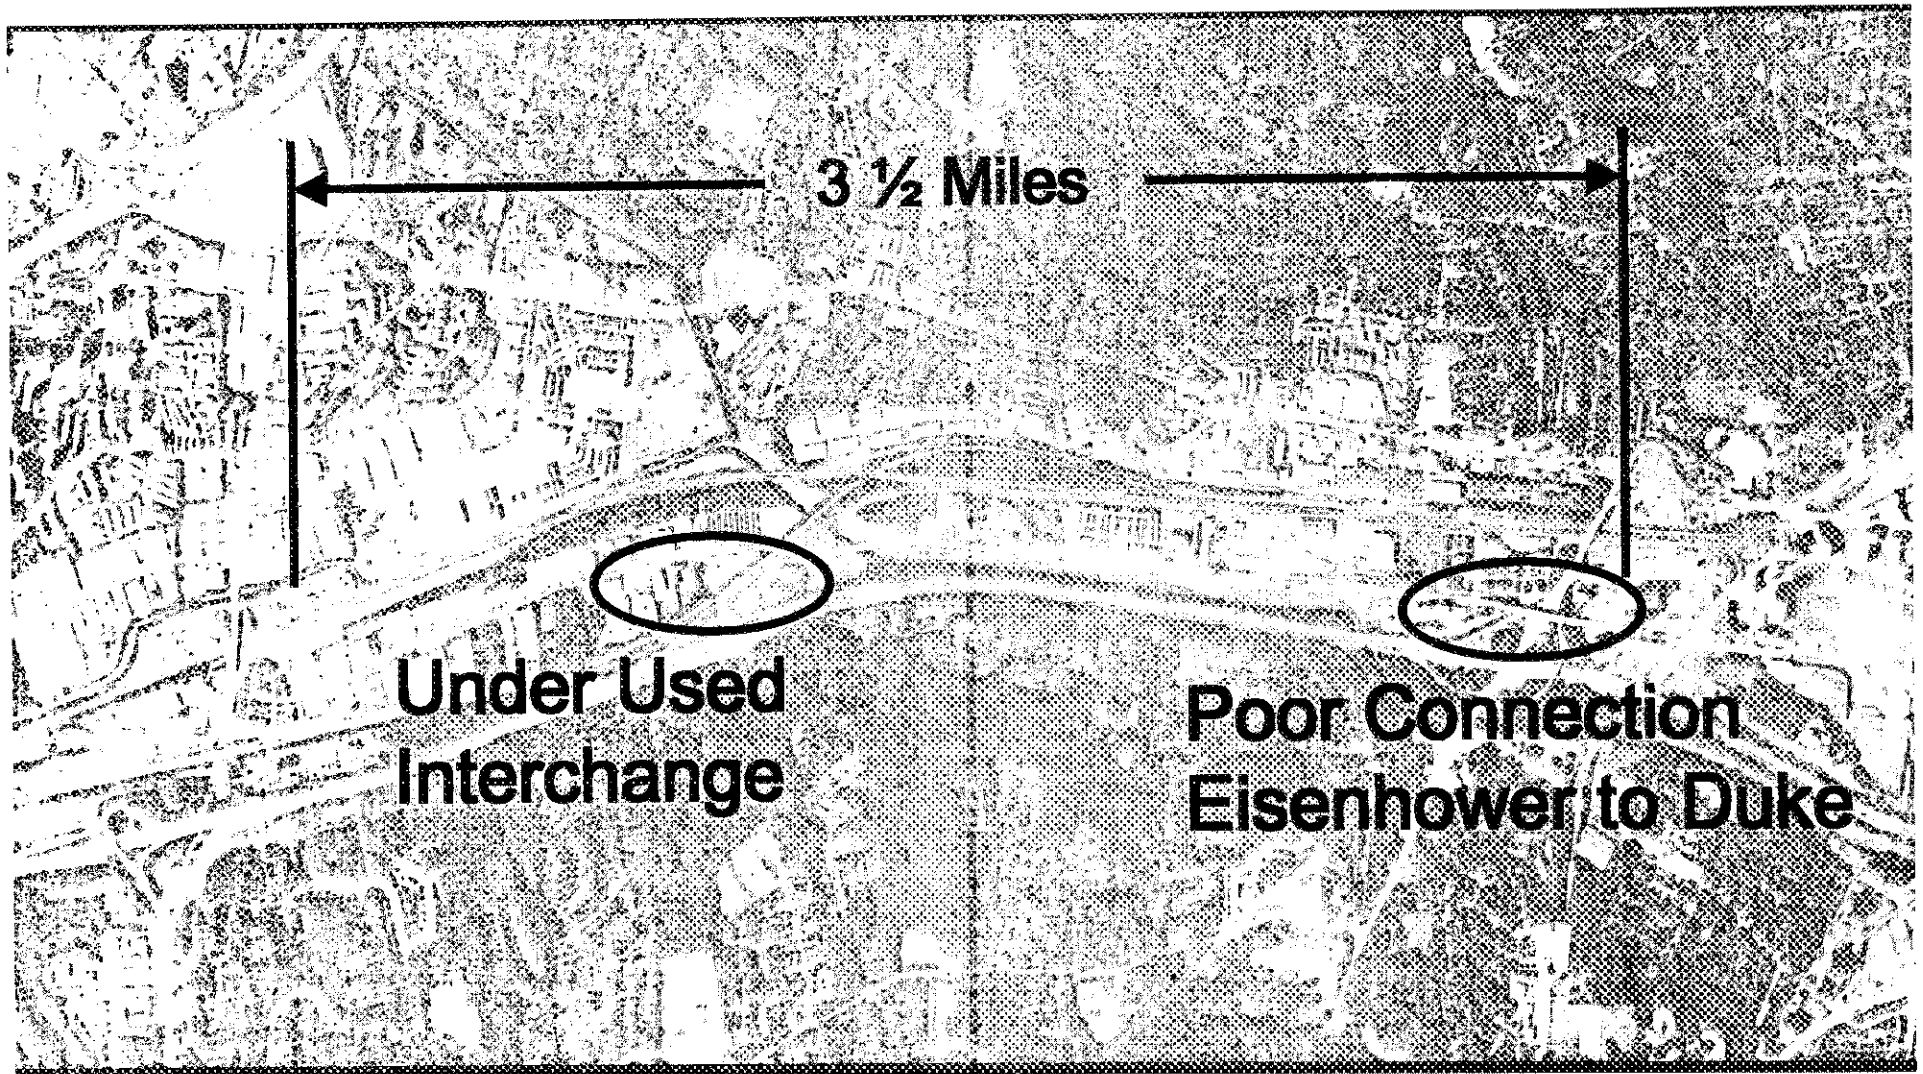 3 ½ Miles
Under Used
Interchange
Poor Connection
Eisenhower to Duke